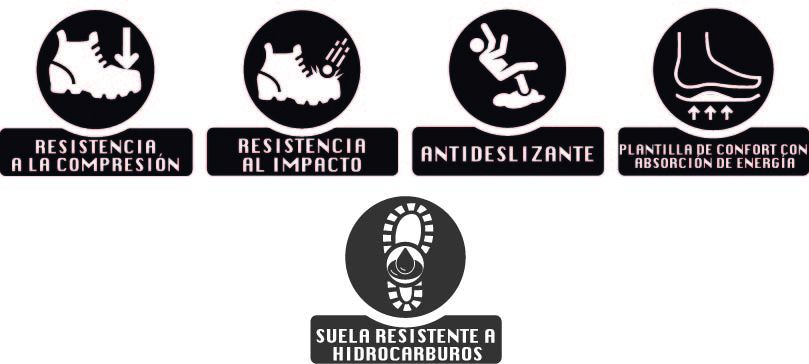 RESISTENCIA
A LA COMPRESIÓN
RESISTENCIA
AL IMPACTO
ANTIDESLIZANTE
PLANTILLA DE CONFORT CON
ABSORCIÓN DE ENERGÍA
SUELA RESISTENTE A
HIDROCARBUROS